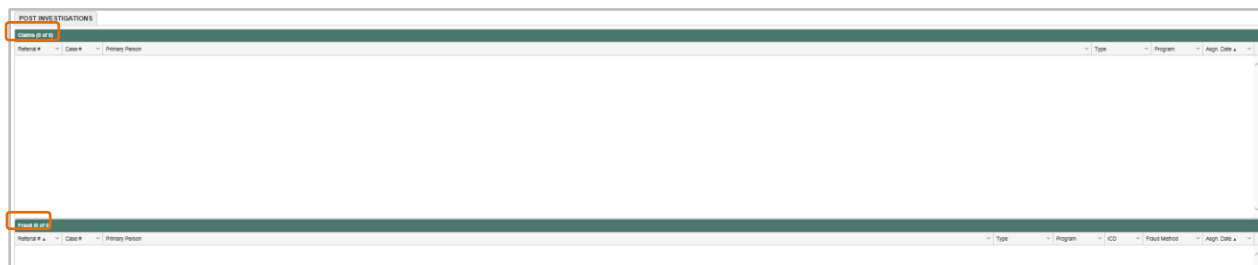 POST INVESTIGATIONS
Claims (0 of 0)
Referral # Case # Primary Person Type Program Asgn. Date
Fraud (0 of 0)
Referral # Case # Primary Person Type Program ICD Fraud Method Asgn. Date